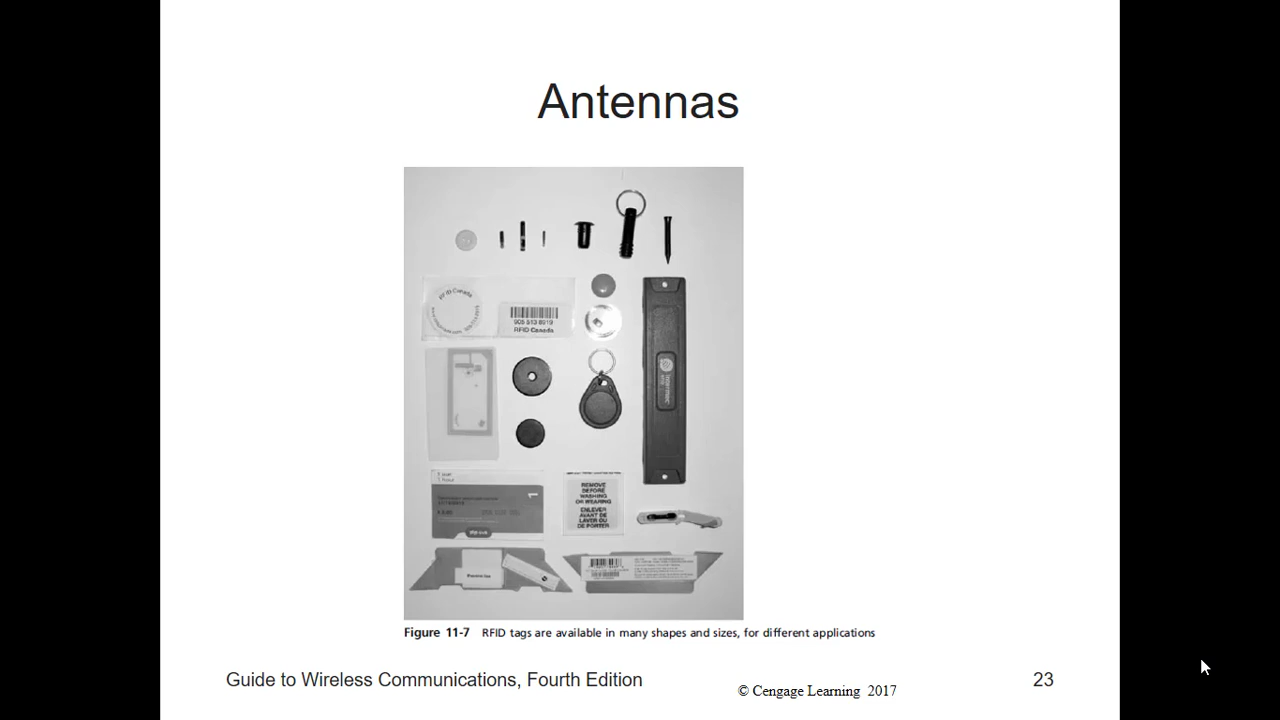 Antennas
RFID Canada
905 513 8919
RFID Canada
Intermec
1
REMOVE
BEFORE
WASHING
OR WEARING
ENLEVER
AVANT DE
LAVER OU
DE PORTER
Figure 11-7 RFID tags are available in many shapes and sizes, for different applications
Guide to Wireless Communications, Fourth Edition
© Cengage Learning 2017
23